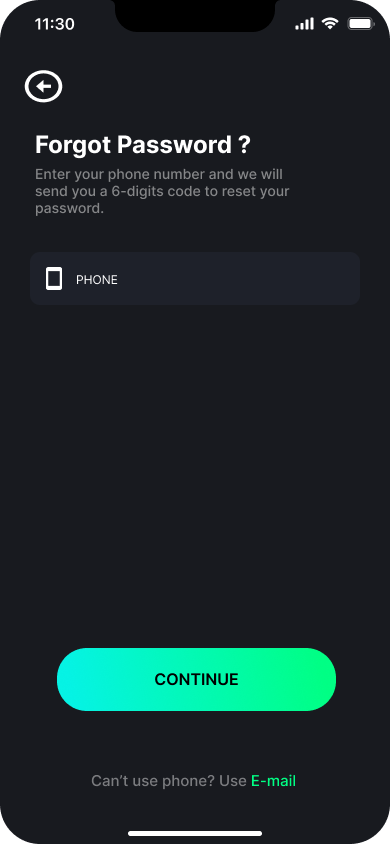 11:30
Forgot Password ?
Enter your phone number and we will
send you a 6-digits code to reset your
password.
PHONE
CONTINUE
Can’t use phone? Use E-mail